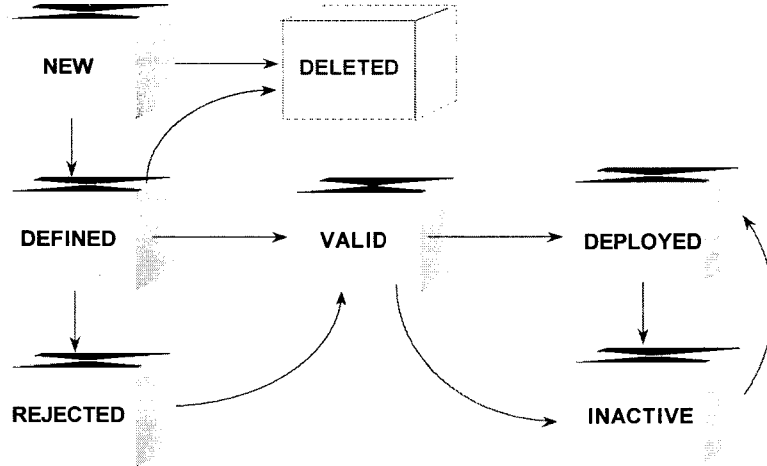 NEW
DELETED
DEFINED
VALID
DEPLOYED
REJECTED
INACTIVE